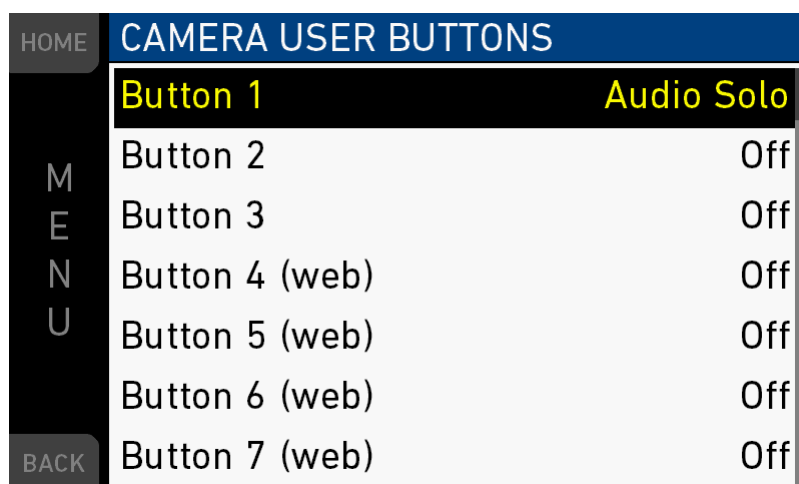 HOME
CAMERA USER BUTTONS
Button 1 Audio Solo
Button 2 Off
Button 3 Off
MENU
Button 4 (web) Off
Button 5 (web) Off
Button 6 (web) Off
Button 7 (web) Off
BACK